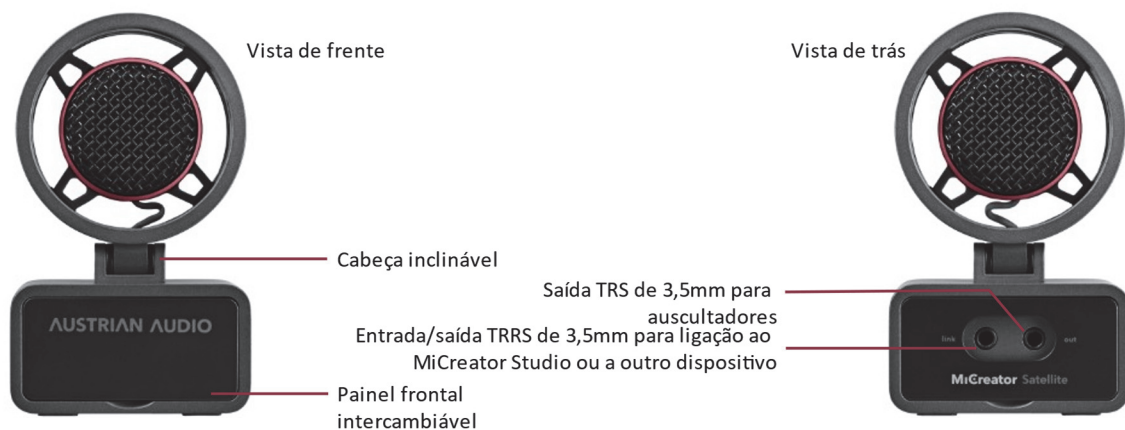 Vista de frente
Vista de trás
Cabeça inclinável
Saída TRS de 3,5mm para
auscultadores
Entrada/saída TRRS de 3,5mm para ligação ao
MiCreator Studio ou a outro dispositivo
AUSTRIAN AUDIO
link
out
MiCreator Satellite
Painel frontal
intercambiável